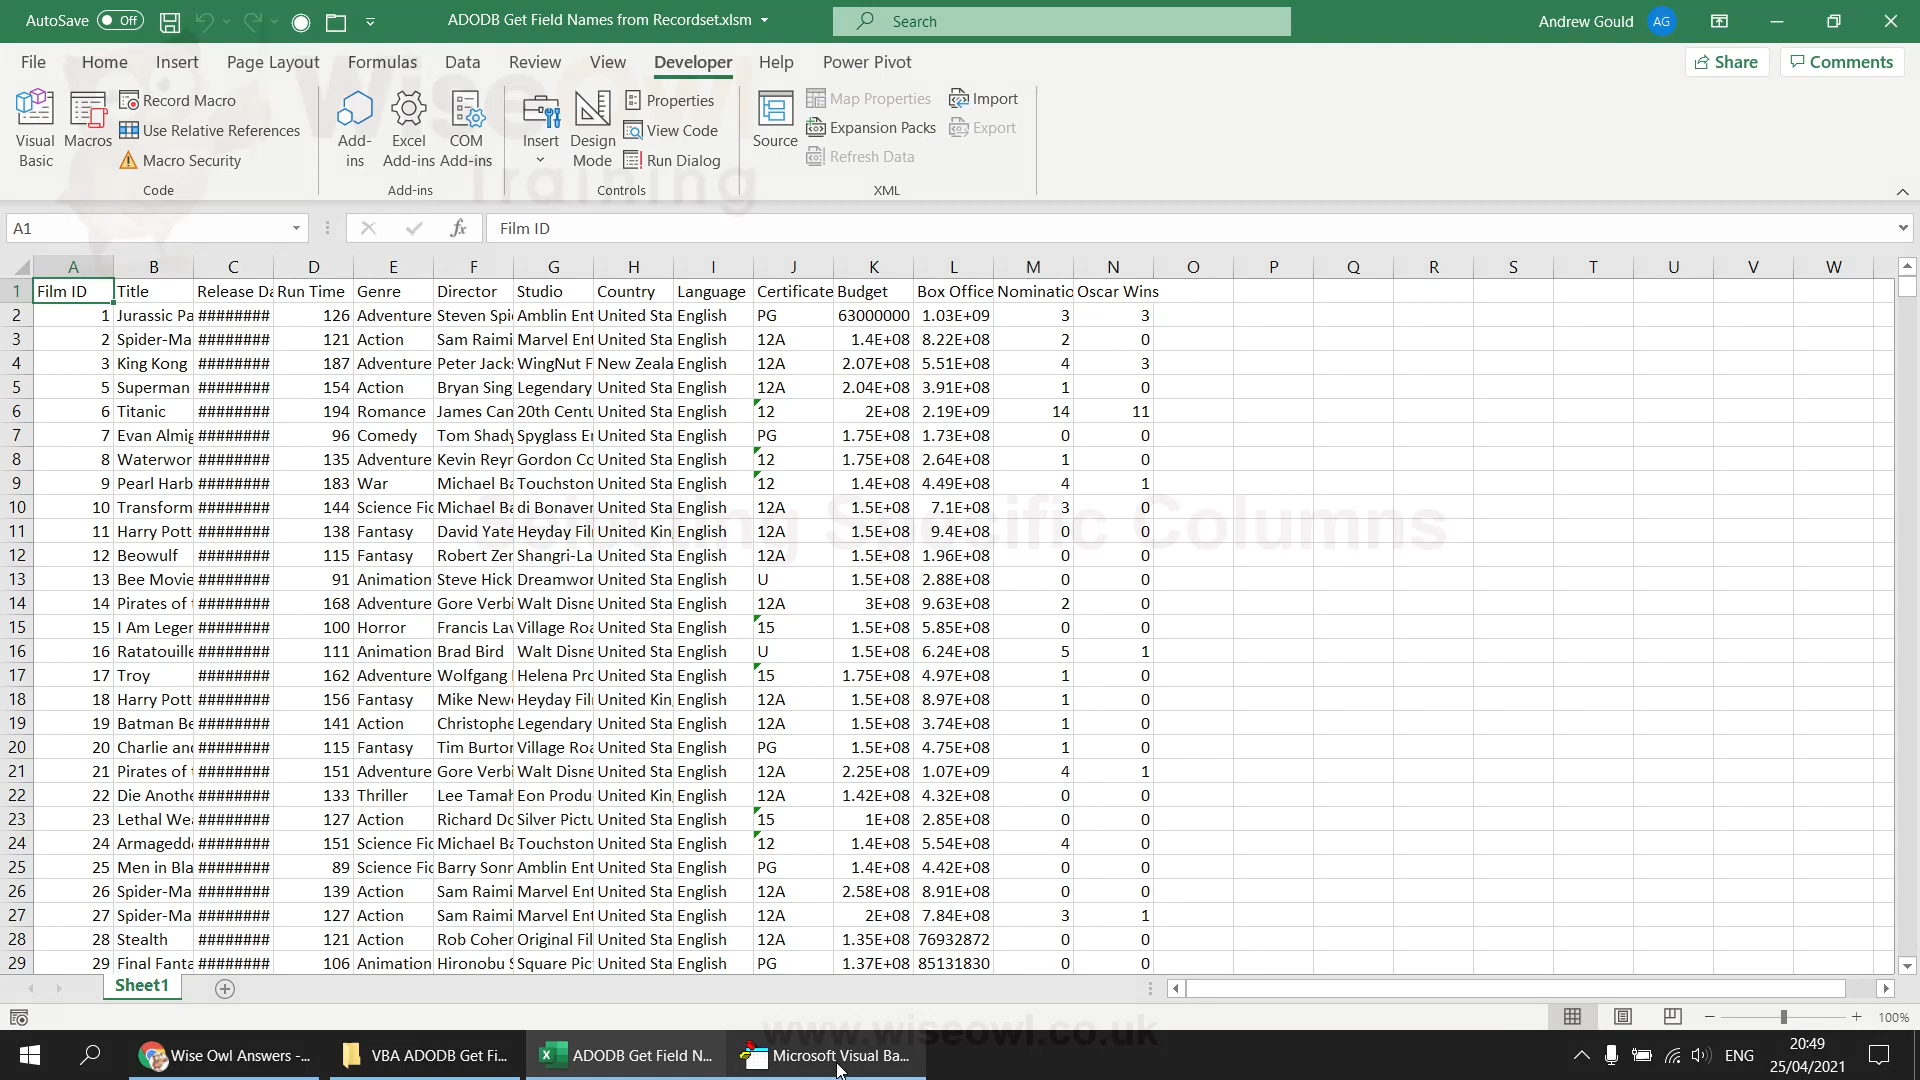 AutoSave Off ADODB Get Field Names from Recordset.xlsm Search Andrew Gould AG
File Home Insert Page Layout Formulas Data Review View Developer Help Power Pivot Share Comments
Visual Basic
Macros
Record Macro
Use Relative References
Macro Security
Code
Add-ins
Excel Add-ins
COM Add-ins
Add-ins
Insert
Design Mode
Properties
View Code
Run Dialog
Controls
Source
Map Properties
Expansion Packs
Refresh Data
Import
Export
XML
Training
A1 fx Film ID
A B C D E F G H I J K L M N O P Q R S T U V W
1 Film ID Title Release Da Run Time Genre Director Studio Country Language Certificate Budget Box Office Nominatio Oscar Wins
2 1 Jurassic Pa ######## 126 Adventure Steven Spi Amblin Ent United Sta English PG 63000000 1.03E+09 3 3
3 2 Spider-Ma ######## 121 Action Sam Raimi Marvel Ent United Sta English 12A 1.4E+08 8.22E+08 2 0
4 3 King Kong ######## 187 Adventure Peter Jack WingNut F New Zeala English 12A 2.07E+08 5.51E+08 4 3
5 5 Superman ######## 154 Action Bryan Sing Legendary United Sta English 12A 2.04E+08 3.91E+08 1 0
6 6 Titanic ######## 194 Romance James Can 20th Centu United Sta English 12 2E+08 2.19E+09 14 11
7 7 Evan Almig ######## 96 Comedy Tom Shady Spyglass En United Sta English PG 1.75E+08 1.73E+08 0 0
8 8 Waterwor ######## 135 Adventure Kevin Reyn Gordon Co United Sta English 12 1.75E+08 2.64E+08 1 0
9 9 Pearl Harb ######## 183 War Michael Ba Touchston United Sta English 12 1.4E+08 4.49E+08 4 1
10 10 Transform ######## 144 Science Fic Michael Ba di Bonaver United Sta English 12A 1.5E+08 7.1E+08 3 0
11 11 Harry Pott ######## 138 Fantasy David Yate Heyday Fil United Kin English 12A 1.5E+08 9.4E+08 0 0
12 12 Beowulf ######## 115 Fantasy Robert Zer Shangri-La United Sta English 12A 1.5E+08 1.96E+08 0 0
13 13 Bee Movie ######## 91 Animation Steve Hick Dreamwor United Sta English U 1.5E+08 2.88E+08 0 0
14 14 Pirates of ######## 168 Adventure Gore Verbi Walt Disne United Sta English 12A 3E+08 9.63E+08 2 0
15 15 I Am Leger ######## 100 Horror Francis La Village Roa United Sta English 15 1.5E+08 5.85E+08 0 0
16 16 Ratatouille ######## 111 Animation Brad Bird Walt Disne United Sta English U 1.5E+08 6.24E+08 5 1
17 17 Troy ######## 162 Adventure Wolfgang Helena Pro United Sta English 15 1.75E+08 4.97E+08 1 0
18 18 Harry Pott ######## 156 Fantasy Mike Newe Heyday Fil United Kin English 12A 1.5E+08 8.97E+08 1 0
19 19 Batman Be ######## 141 Action Christophe Legendary United Sta English 12A 1.5E+08 3.74E+08 1 0
20 20 Charlie and ######## 115 Fantasy Tim Burtor Village Roa United Sta English PG 1.5E+08 4.75E+08 1 0
21 21 Pirates of ######## 151 Adventure Gore Verbi Walt Disne United Sta English 12A 2.25E+08 1.07E+09 4 1
22 22 Die Anothe ######## 133 Thriller Lee Tamah Eon Produ United Kin English 12A 1.42E+08 4.32E+08 0 0
23 23 Lethal We ######## 127 Action Richard Do Silver Pictu United Sta English 15 1E+08 2.85E+08 0 0
24 24 Armagedd ######## 151 Science Fic Michael Ba Touchston United Sta English 12 1.4E+08 5.54E+08 4 0
25 25 Men in Bla ######## 89 Science Fic Barry Sonn Amblin Ent United Sta English PG 1.4E+08 4.42E+08 0 0
26 26 Spider-Ma ######## 139 Action Sam Raimi Marvel Ent United Sta English 12A 2.58E+08 8.91E+08 0 0
27 27 Spider-Ma ######## 127 Action Sam Raimi Marvel Ent United Sta English 12A 2E+08 7.84E+08 3 1
28 28 Stealth ######## 121 Action Rob Cohen Original Fil United Sta English 12A 1.35E+08 76932872 0 0
29 29 Final Fanta ######## 106 Animation Hironobu S Square Pic United Sta English PG 1.37E+08 85131830 0 0
Specific Columns
Sheet1
100%
www.wiseowl.co.uk
Wise Owl Answers -... VBA ADODB Get Fi... ADODB Get Field N... Microsoft Visual Ba... ENG 20:49
25/04/2021